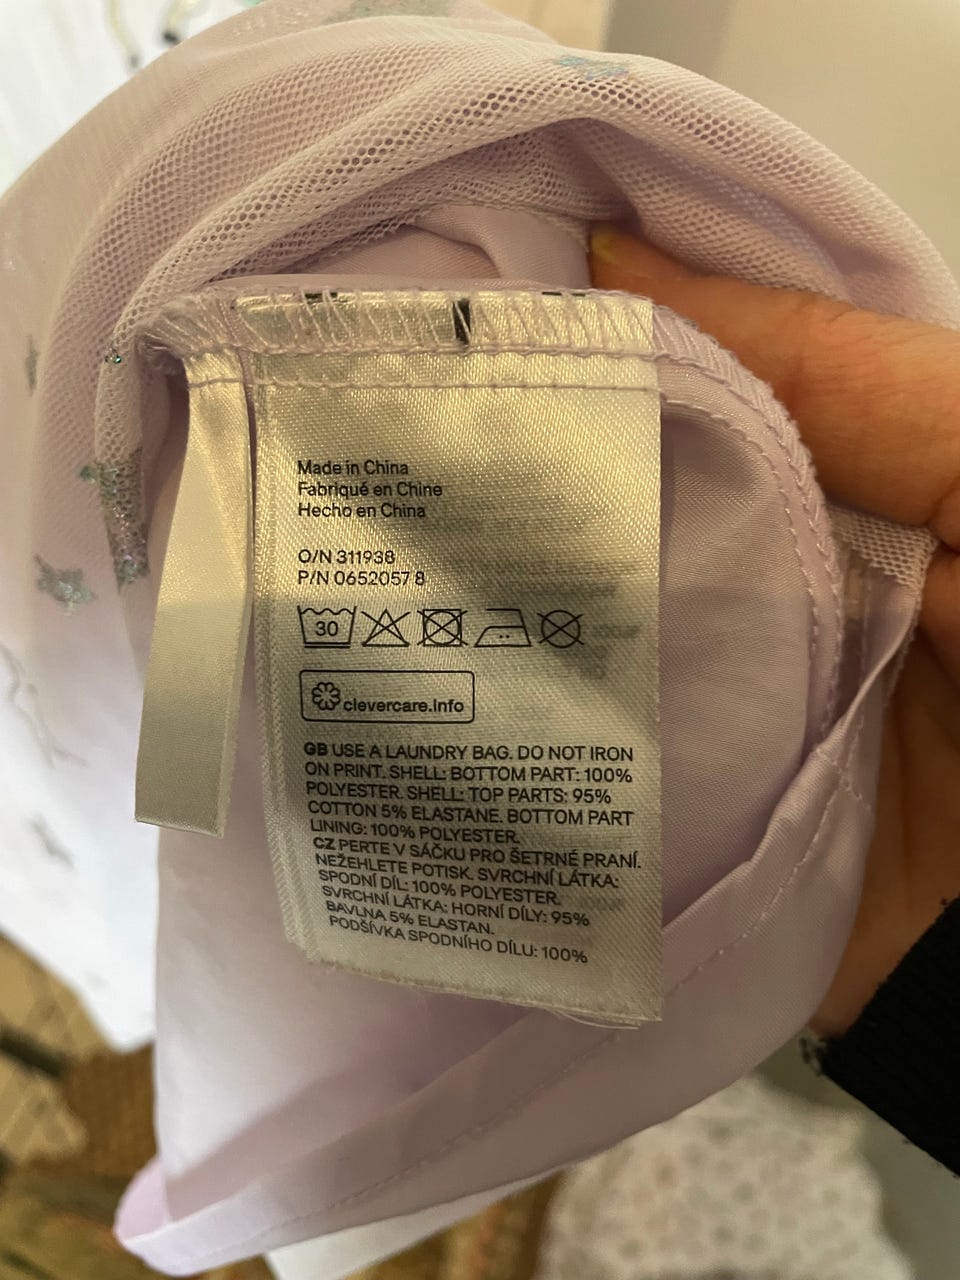 Made in China
Fabriqué en Chine
Hecho en China
O/N 311938
P/N 0652057 8
30
clevercare.info
GB USE A LAUNDRY BAG. DO NOT IRON
ON PRINT. SHELL: BOTTOM PART: 100%
POLYESTER. SHELL: TOP PARTS: 95%
COTTON 5% ELASTANE. BOTTOM PART
LINING: 100% POLYESTER.
CZ PERTE V SÁČKU PRO ŠETRNÉ PRANÍ.
NEŽEHLETE POTISK. SVRCHNÍ LÁTKA:
SPODNÍ DÍL: 100% POLYESTER.
SVRCHNÍ LÁTKA: HORNÍ DÍLY: 95%
BAVLNA 5% ELASTAN.
PODŠÍVKA SPODNÍHO DÍLU: 100%